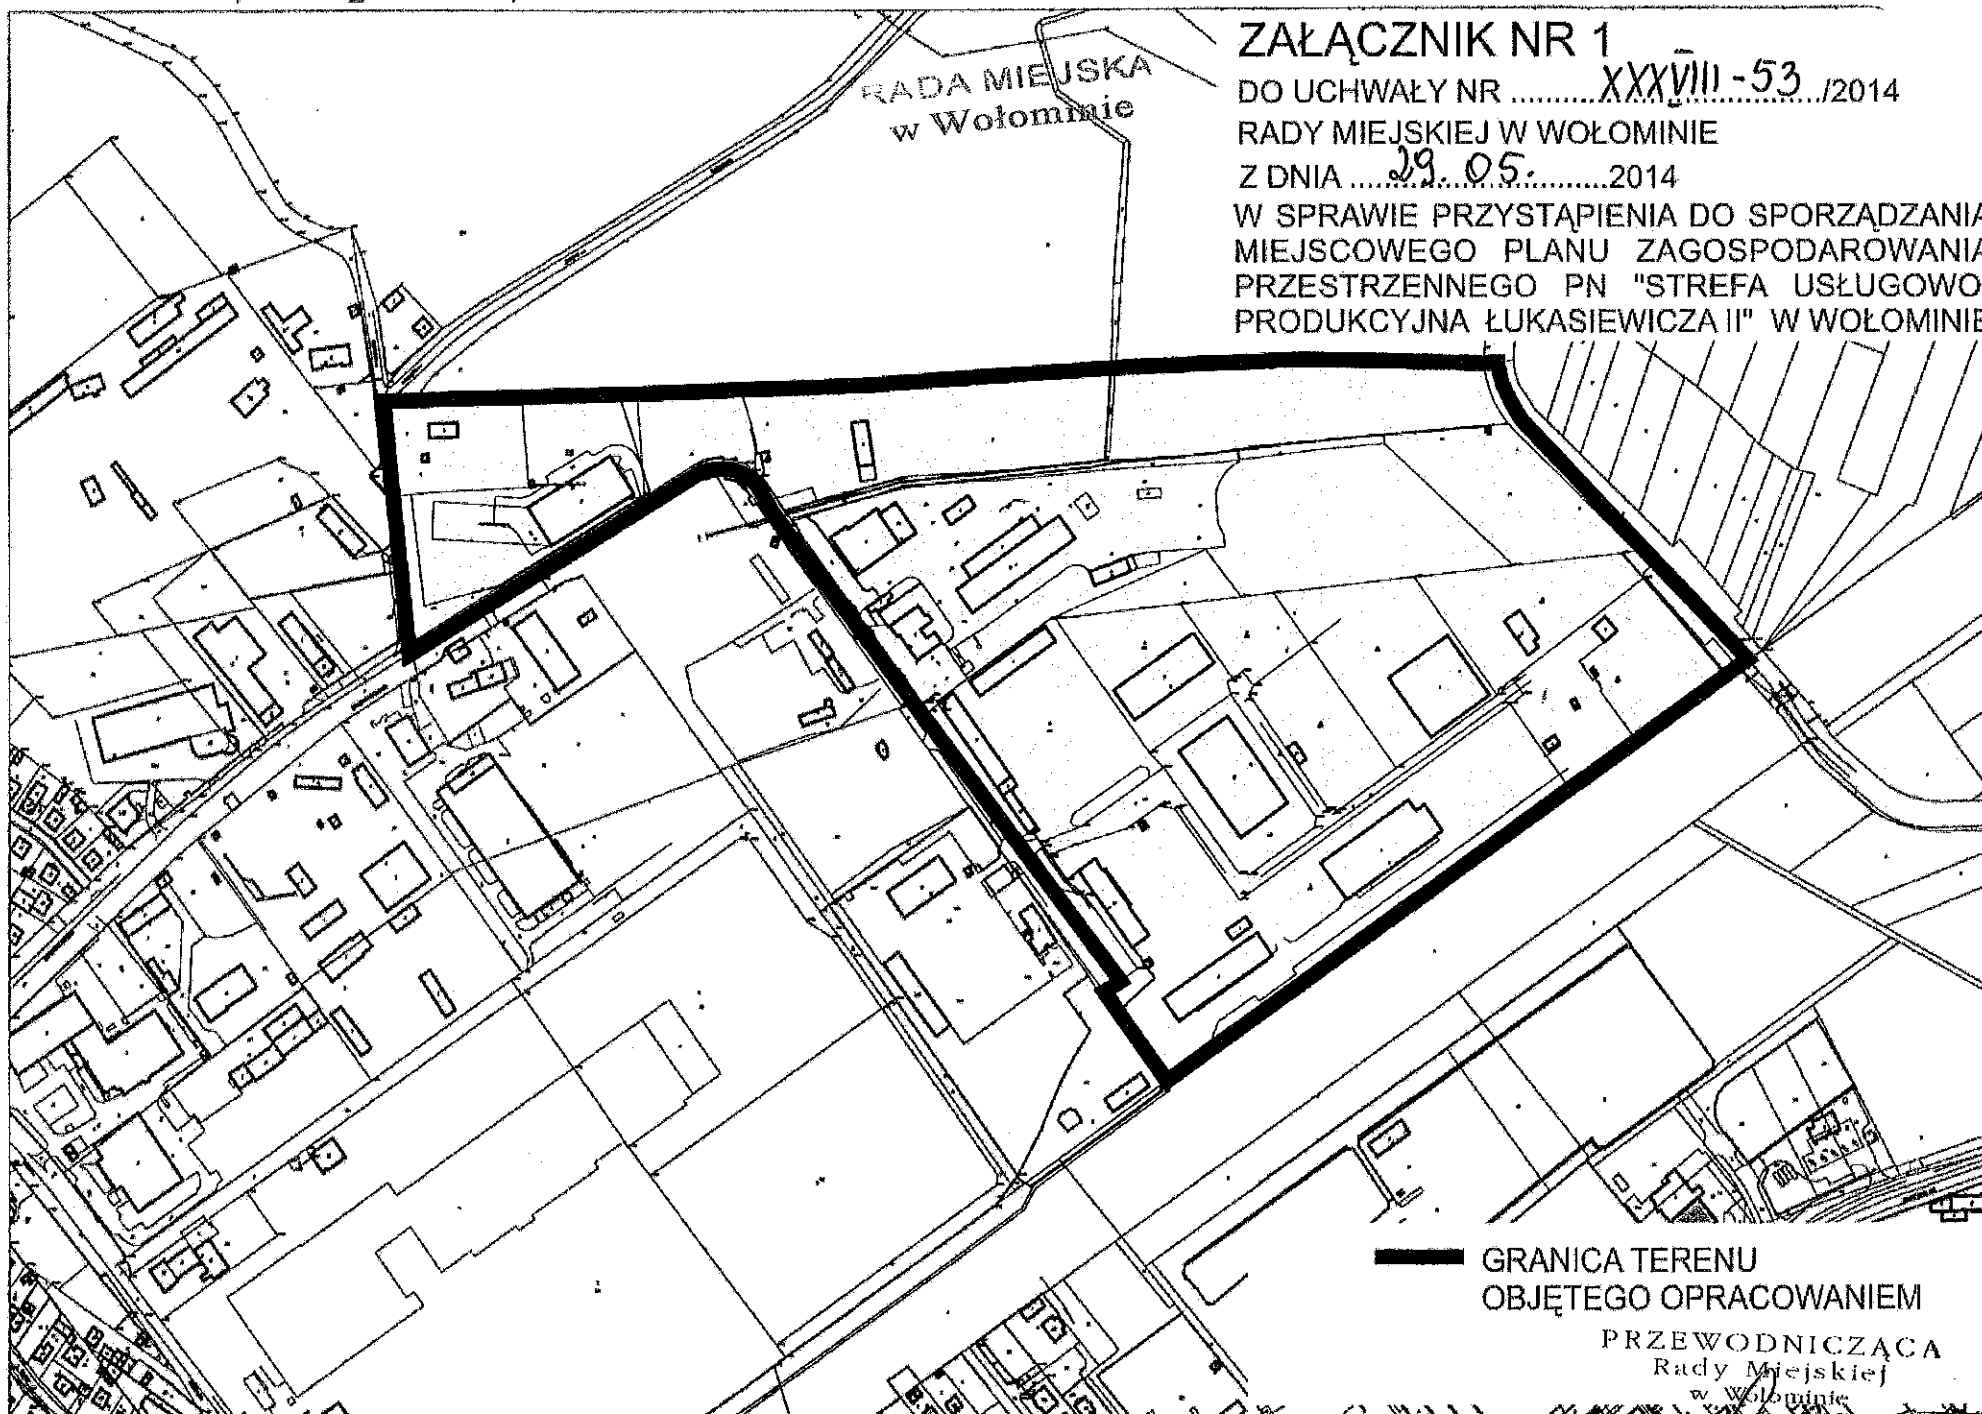 RADA MIEJSKA
w Wołominie
ZAŁĄCZNIK NR 1
DO UCHWAŁY NR ..........XXXVIII-53../2014
RADY MIEJSKIEJ W WOŁOMINIE
Z DNIA ......29. 05. ........2014
W SPRAWIE PRZYSTĄPIENIA DO SPORZĄDZANIA
MIEJSCOWEGO PLANU ZAGOSPODAROWANIA
PRZESTRZENNEGO PN "STREFA USŁUGOWO-
PRODUKCYJNA ŁUKASIEWICZA II" W WOŁOMINIE
GRANICA TERENU
OBJĘTEGO OPRACOWANIEM
PRZEWODNICZĄCA
Rady Miejskiej
w Wołominie